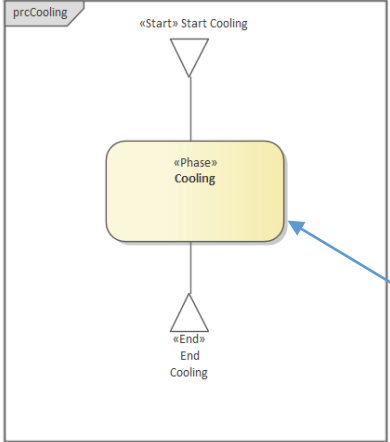 prcCooling
«Start» Start Cooling
«Phase»
Cooling
«End»
End
Cooling